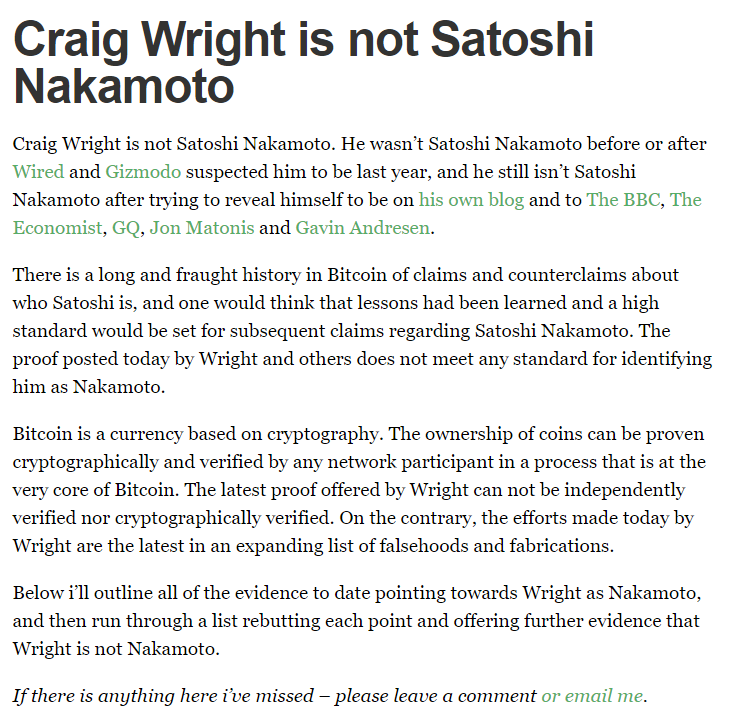 Craig Wright is not Satoshi
Nakamoto
Craig Wright is not Satoshi Nakamoto. He wasn’t Satoshi Nakamoto before or after
Wired and Gizmodo suspected him to be last year, and he still isn’t Satoshi
Nakamoto after trying to reveal himself to be on his own blog and to The BBC, The
Economist, GQ, Jon Matonis and Gavin Andresen.
There is a long and fraught history in Bitcoin of claims and counterclaims about
who Satoshi is, and one would think that lessons had been learned and a high
standard would be set for subsequent claims regarding Satoshi Nakamoto. The
proof posted today by Wright and others does not meet any standard for identifying
him as Nakamoto.
Bitcoin is a currency based on cryptography. The ownership of coins can be proven
cryptographically and verified by any network participant in a process that is at the
very core of Bitcoin. The latest proof offered by Wright can not be independently
verified nor cryptographically verified. On the contrary, the efforts made today by
Wright are the latest in an expanding list of falsehoods and fabrications.
Below i’ll outline all of the evidence to date pointing towards Wright as Nakamoto,
and then run through a list rebutting each point and offering further evidence that
Wright is not Nakamoto.
If there is anything here i’ve missed – please leave a comment or email me.